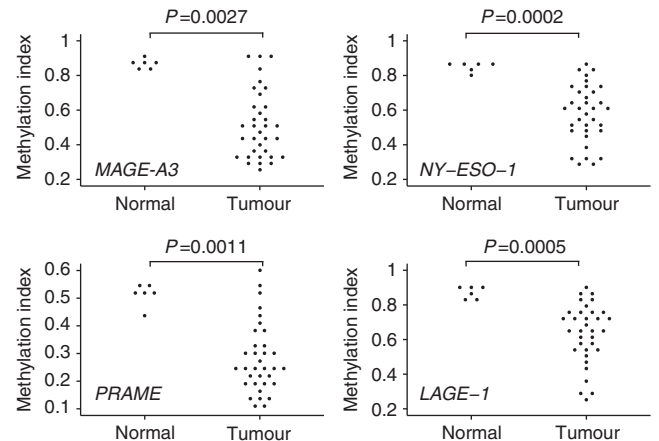 P=0.0027
1
0.8
0.6
0.4
0.2
Methylation index
MAGE-A3
Normal
Tumour
P=0.0002
1
0.8
0.6
0.4
0.2
Methylation index
NY-ESO-1
Normal
Tumour
P=0.0011
0.6
0.5
0.4
0.3
0.2
0.1
Methylation index
PRAME
Normal
Tumour
P=0.0005
1
0.8
0.6
0.4
0.2
Methylation index
LAGE-1
Normal
Tumour